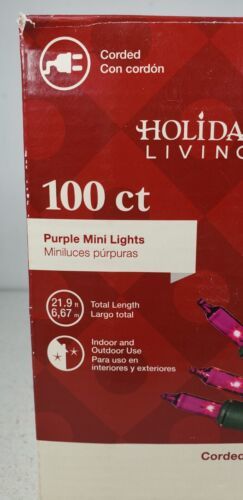 Corded
Con cordón
HOLIDA
LIVING
100 ct
Purple Mini Lights
Miniluces púrpuras
21.9 ft
6,67 m
Total Length
Largo total
Indoor and
Outdoor Use
Para uso en
interiores y exteriores
Corded